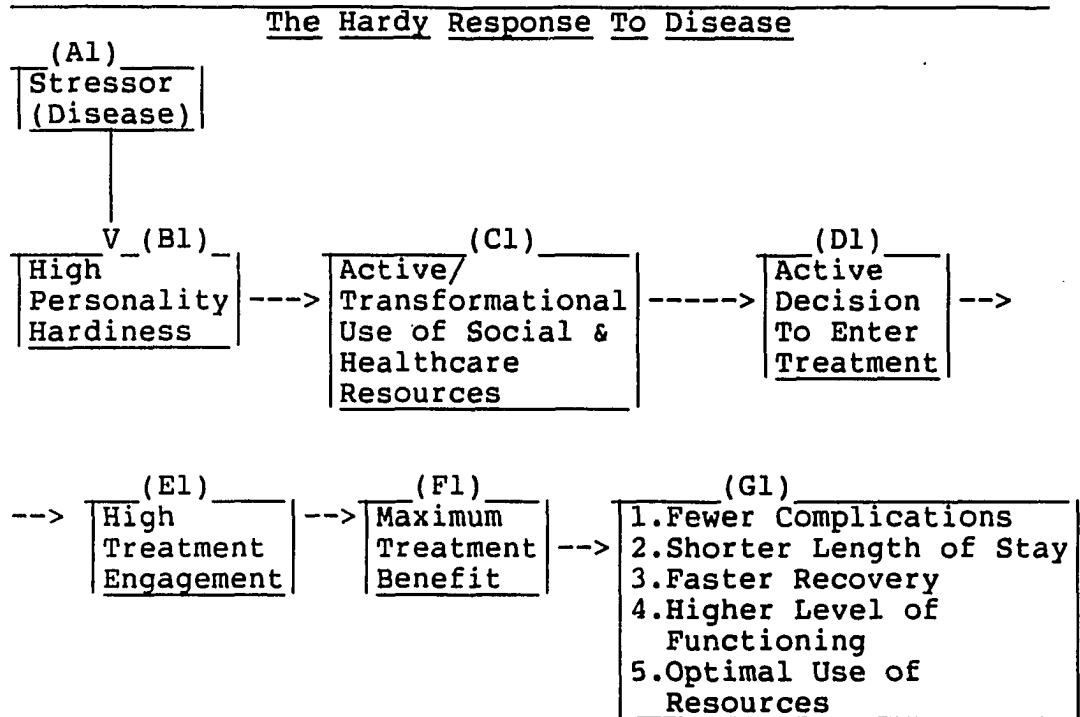 The Hardy Response To Disease
(A1)
Stressor
(Disease)
V (B1) (C1) (D1)
High Active/ Active
Personality ---> Transformational -----> Decision -->
Hardiness Use of Social & To Enter
Healthcare Treatment
Resources
(E1) (F1) (G1)
--> High --> Maximum 1.Fewer Complications
Treatment Treatment --> 2.Shorter Length of Stay
Engagement Benefit 3.Faster Recovery
4.Higher Level of
Functioning
5.Optimal Use of
Resources